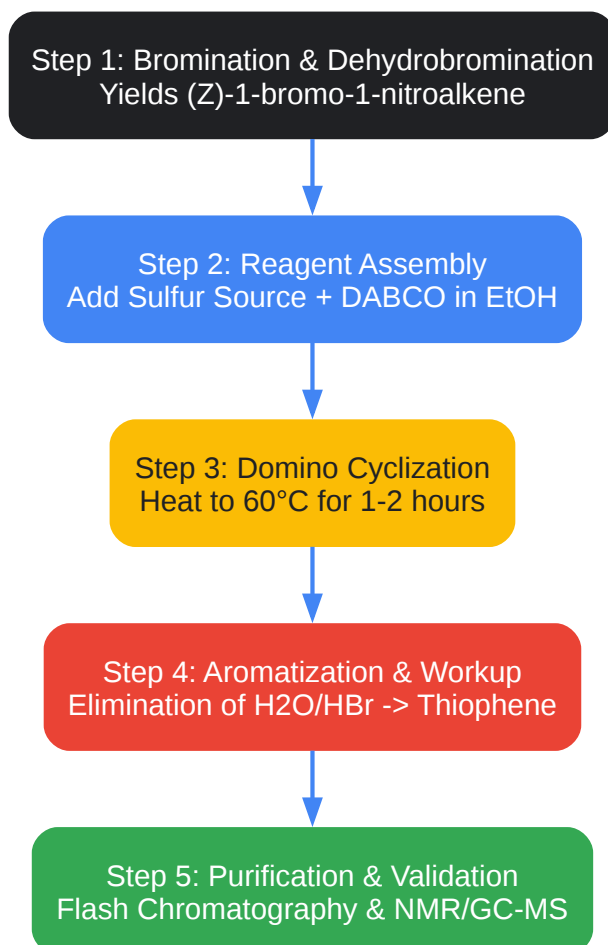 Step 1: Bromination & Dehydrobromination
Yields (Z)-1-bromo-1-nitroalkene
Step 2: Reagent Assembly
Add Sulfur Source + DABCO in EtOH
Step 3: Domino Cyclization
Heat to 60°C for 1-2 hours
Step 4: Aromatization & Workup
Elimination of H2O/HBr -> Thiophene
Step 5: Purification & Validation
Flash Chromatography & NMR/GC-MS